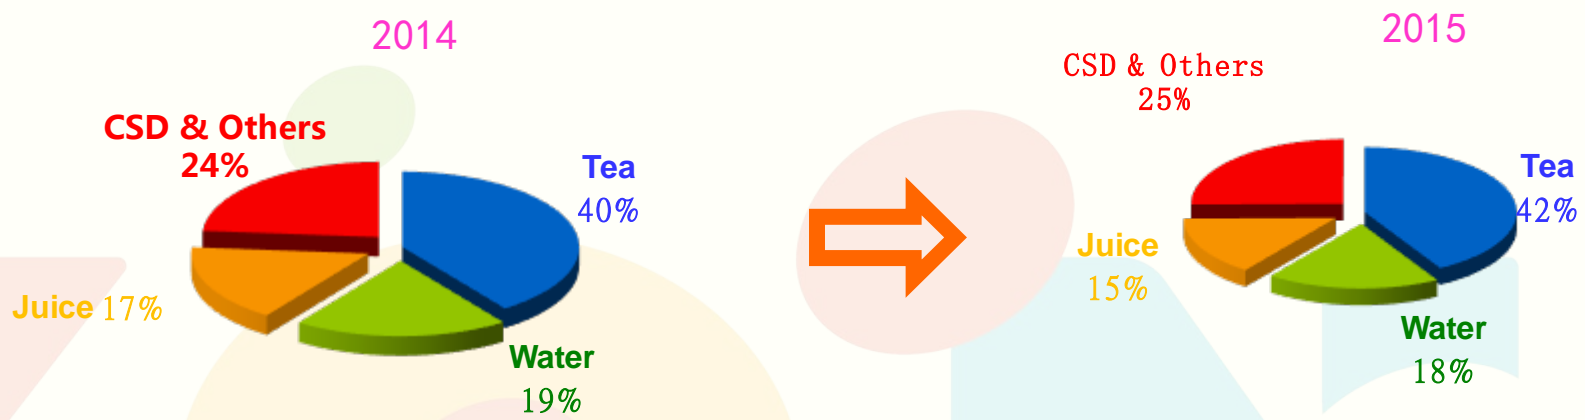 2014
CSD & Others
24%
Tea
40%
Juice 17%
Water
19%
2015
CSD & Others
25%
Tea
42%
Juice
15%
Water
18%